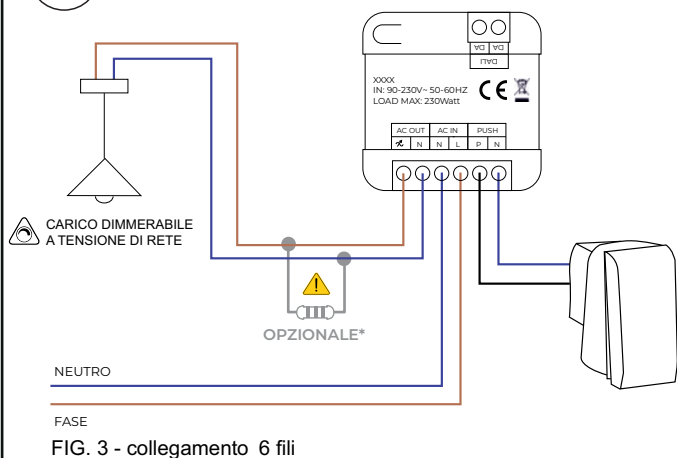 DA DA
DALI
XXXX
IN: 90-230V~ 50-60HZ
LOAD MAX: 230Watt
CE
AC OUT AC IN PUSH
N N L P N
CARICO DIMMERABILE
A TENSIONE DI RETE
OPZIONALE*
NEUTRO
FASE
FIG. 3 - collegamento 6 fili